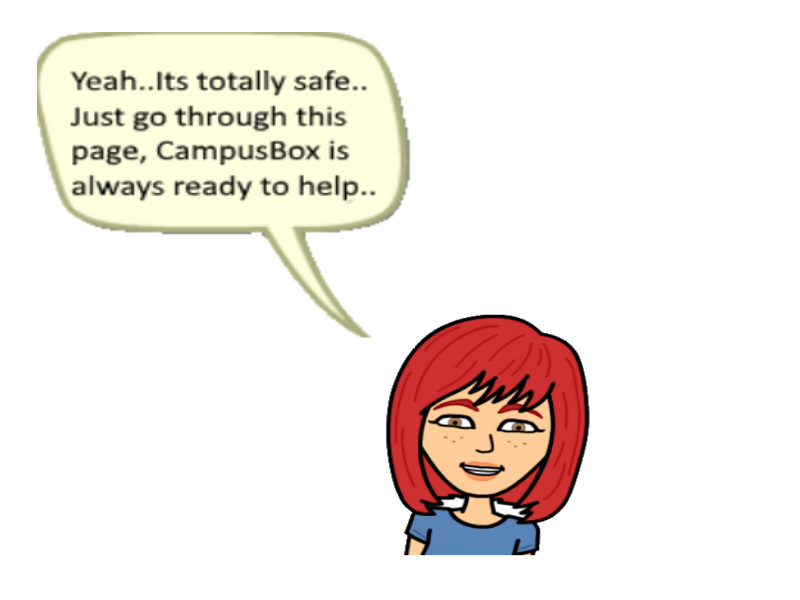 Yeah..Its totally safe..
Just go through this
page, CampusBox is
always ready to help..